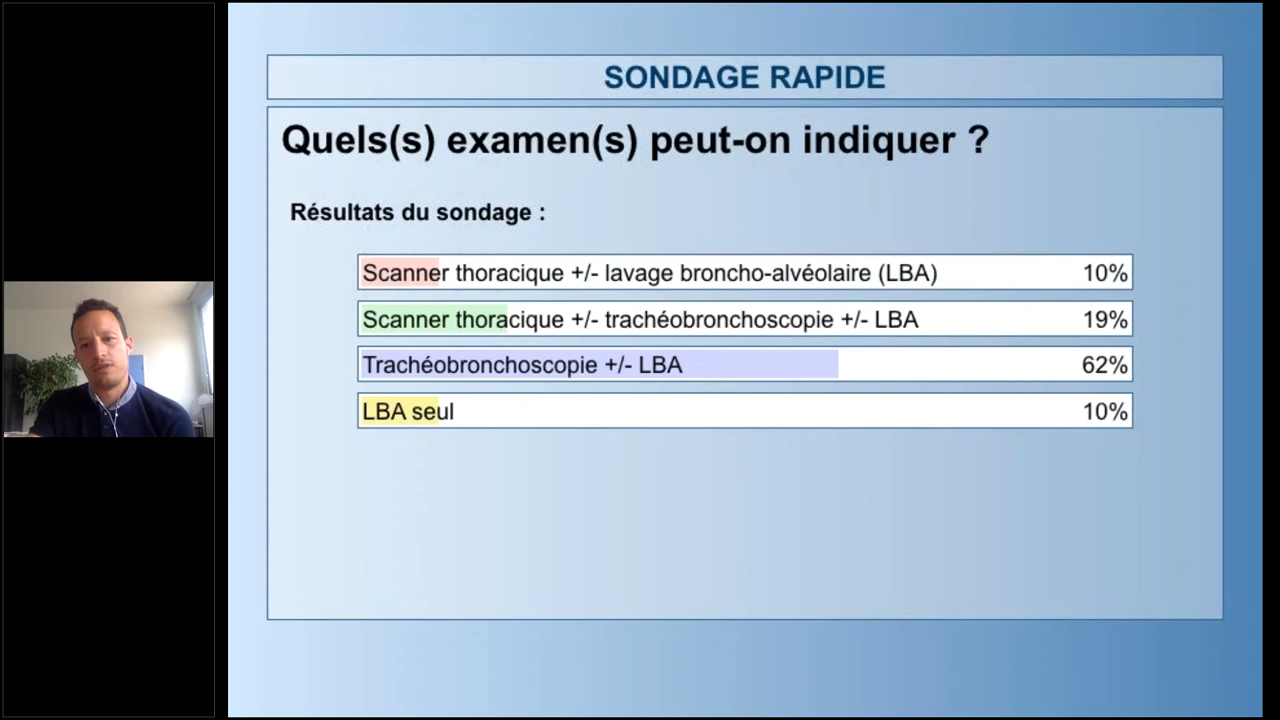 SONDAGE RAPIDE
Quels(s) examen(s) peut-on indiquer ?
Résultats du sondage :
Scanner thoracique +/- lavage broncho-alvéolaire (LBA) 10%
Scanner thoracique +/- trachéobronchoscopie +/- LBA 19%
Trachéobronchoscopie +/- LBA 62%
LBA seul 10%